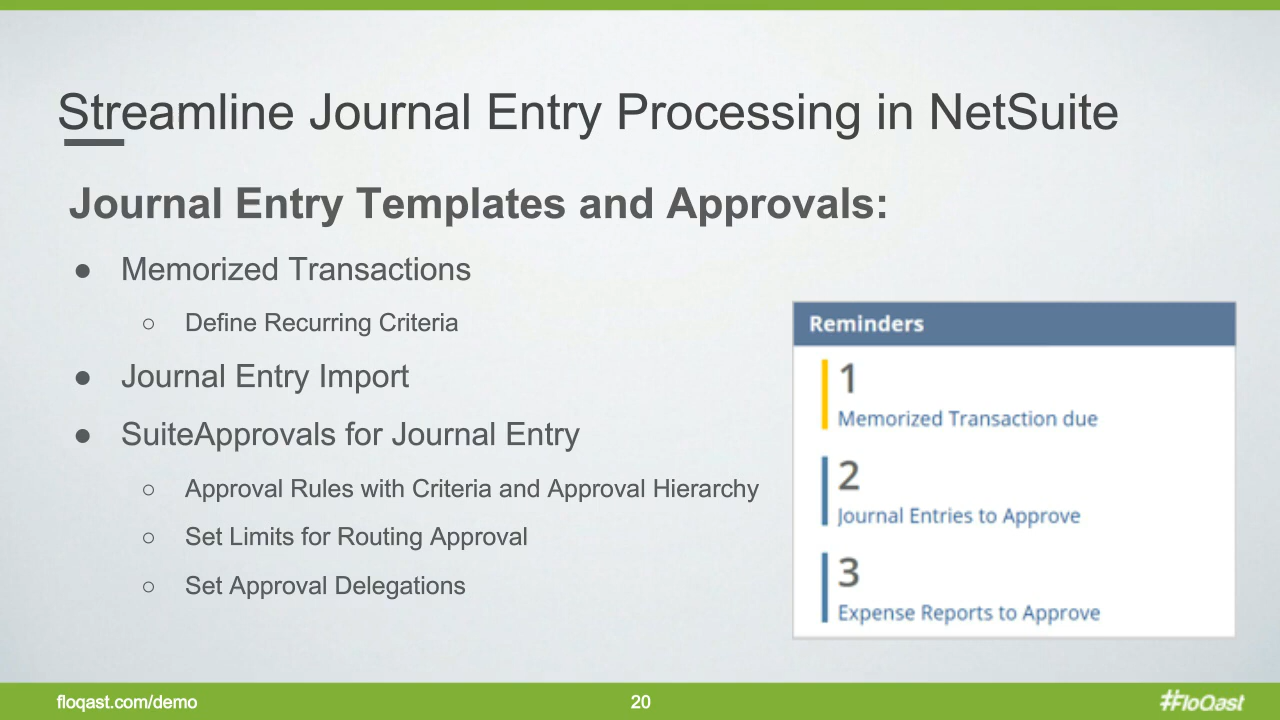 Streamline Journal Entry Processing in NetSuite
Journal Entry Templates and Approvals:
● Memorized Transactions
○ Define Recurring Criteria
● Journal Entry Import
● SuiteApprovals for Journal Entry
○ Approval Rules with Criteria and Approval Hierarchy
○ Set Limits for Routing Approval
○ Set Approval Delegations
Reminders
1
Memorized Transaction due
2
Journal Entries to Approve
3
Expense Reports to Approve
floqast.com/demo
20
#FloQast